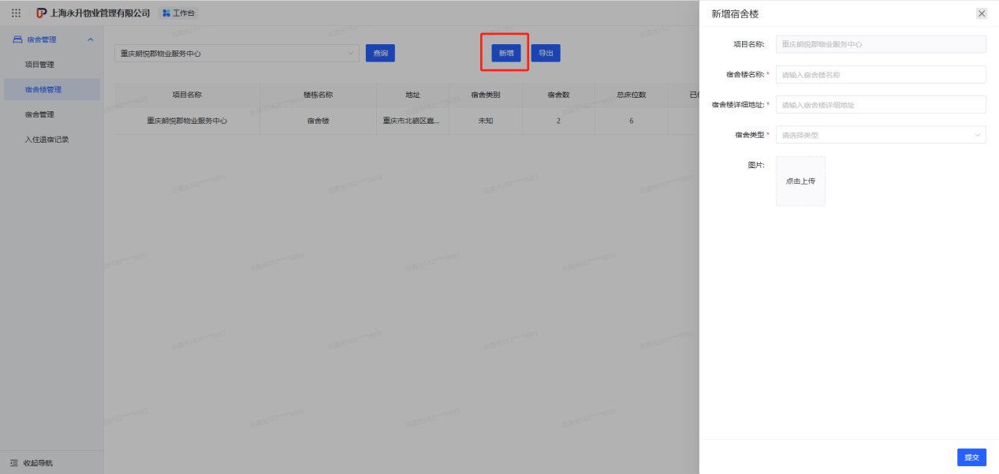 上海永升物业管理有限公司
工作台
宿舍管理
项目管理
宿舍楼管理
宿舍管理
入住退宿记录
收起导航
重庆朗悦郡物业服务中心
查询
新增
导出
项目名称 楼栋名称 地址 宿舍类别 宿舍数 总床位数
重庆朗悦郡物业服务中心 宿舍楼 重庆市北碚区嘉... 未知 2 6
新增宿舍楼
项目名称: 重庆朗悦郡物业服务中心
宿舍楼名称:* 请输入宿舍楼名称
宿舍楼详细地址:* 请输入宿舍楼详细地址
宿舍类型* 请选择类型
图片: 点击上传
提交